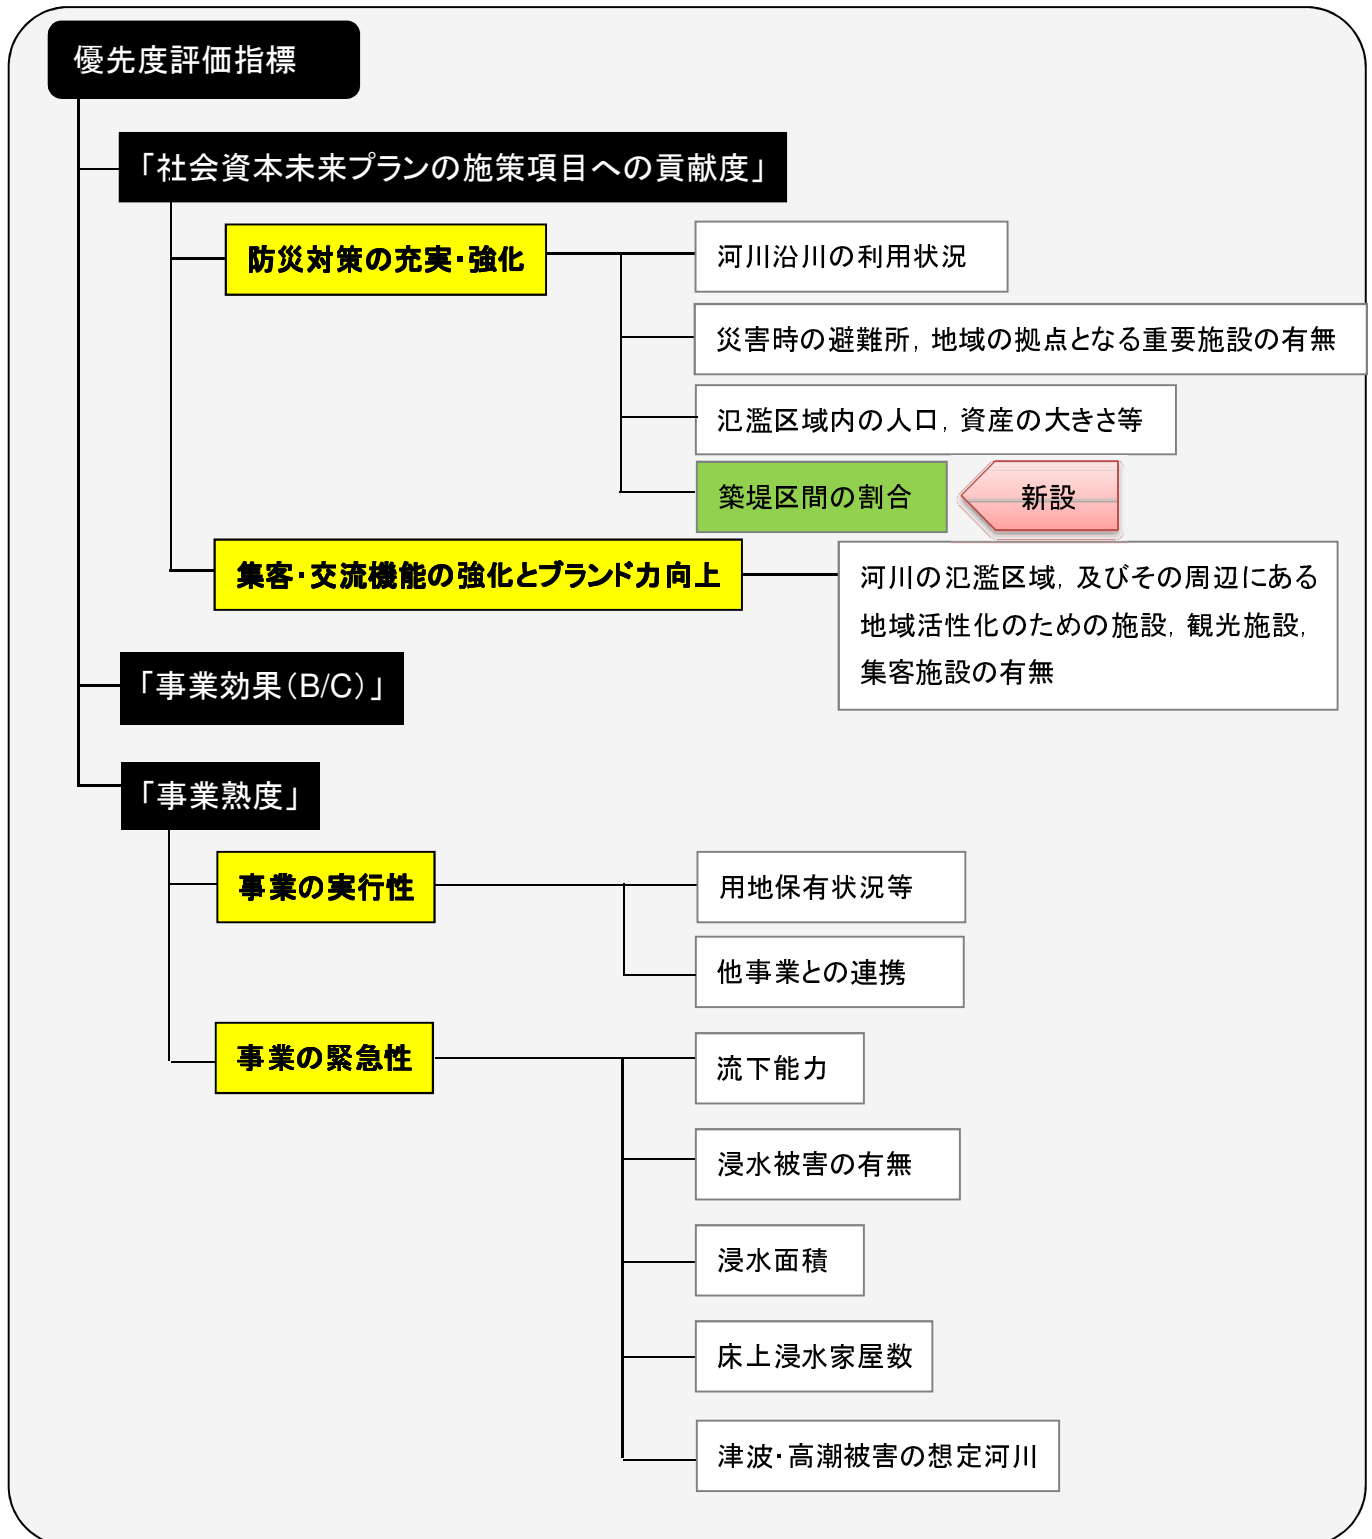 優先度評価指標
「社会資本未来プランの施策項目への貢献度」
防災対策の充実・強化
河川沿川の利用状況
災害時の避難所，地域の拠点となる重要施設の有無
氾濫区域内の人口，資産の大きさ等
築堤区間の割合
新設
集客・交流機能の強化とブランド力向上
河川の氾濫区域，及びその周辺にある
地域活性化のための施設，観光施設，
集客施設の有無
「事業効果（B/C）」
「事業熟度」
事業の実行性
用地保有状況等
他事業との連携
事業の緊急性
流下能力
浸水被害の有無
浸水面積
床上浸水家屋数
津波・高潮被害の想定河川